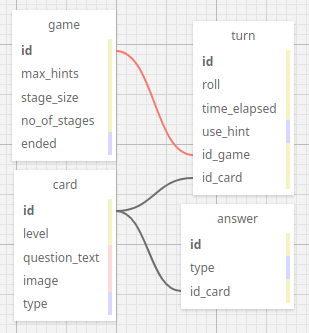 game
id
max_hints
stage_size
no_of_stages
ended
turn
id
roll
time_elapsed
use_hint
id_game
id_card
card
id
level
question_text
image
type
answer
id
type
id_card